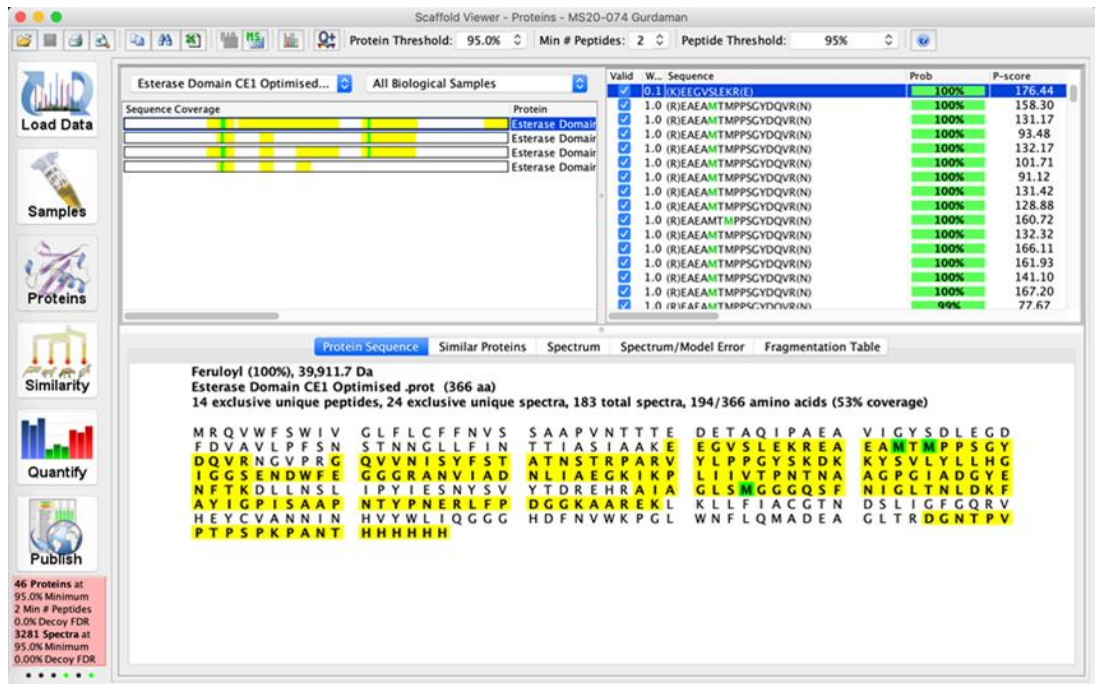 Scaffold Viewer - Proteins - MS20-074 Gurdaman
Protein Threshold: 95.0% Min # Peptides: 2 Peptide Threshold: 95%
Load Data
Samples
Proteins
Similarity
Quantify
Publish
46 Proteins at
95.0% Minimum
2 Min # Peptides
0.0% Decoy FDR
3281 Spectra at
95.0% Minimum
0.00% Decoy FDR
Esterase Domain CE1 Optimised... All Biological Samples
Sequence Coverage Protein
Esterase Domain
Esterase Domain
Esterase Domain
Esterase Domain
Valid W... Sequence Prob P-score
0.1 (K)EEGVSLEKR(E) 100% 176.44
1.0 (R)EAEAMTMPPSGYDQVR(N) 100% 158.30
1.0 (R)EAEAMTMPPSGYDQVR(N) 100% 131.17
1.0 (R)EAEAMTMPPSGYDQVR(N) 100% 93.48
1.0 (R)EAEAMTMPPSGYDQVR(N) 100% 132.17
1.0 (R)EAEAMTMPPSGYDQVR(N) 100% 101.71
1.0 (R)EAEAMTMPPSGYDQVR(N) 100% 91.12
1.0 (R)EAEAMTMPPSGYDQVR(N) 100% 131.42
1.0 (R)EAEAMTMPPSGYDQVR(N) 100% 128.88
1.0 (R)EAEAMTMPPSGYDQVR(N) 100% 160.72
1.0 (R)EAEAMTMPPSGYDQVR(N) 100% 132.32
1.0 (R)EAEAMTMPPSGYDQVR(N) 100% 166.11
1.0 (R)EAEAMTMPPSGYDQVR(N) 100% 161.93
1.0 (R)EAEAMTMPPSGYDQVR(N) 100% 141.10
1.0 (R)EAEAMTMPPSGYDQVR(N) 100% 167.20
1.0 (R)EAEAMTMPPSGYDQVR(N) 99% 77.67
Protein Sequence Similar Proteins Spectrum Spectrum/Model Error Fragmentation Table
Feruloyl (100%), 39,911.7 Da
Esterase Domain CE1 Optimised .prot (366 aa)
14 exclusive unique peptides, 24 exclusive unique spectra, 183 total spectra, 194/366 amino acids (53% coverage)
MRQVWFSWIV GLFLCFFNVS SAAPVNTTTE DETAQIPAEA VIGYSDLEGD
FDVAVLPFSN STNNGLLFIN TTIASIAAKE EGVSLEKREA EAMTMPPSGY
DQVRNGVPRG QVVNISYFST ATNSTRPARV YLPPGYSKDK KYSVLYLLHG
IGGSENDWFE GGGRANVIAD NLIAEGKIKP LIIVTPNTNA AGPGIADGYE
NFTKDLLNSL IPYIESNYSV YTDREHRAIA GLSMGGGQSF NIGLTNLDKF
AYIGPISAAP NTYPNERLFP DGGKAAREKL KLLFIACGTN DSLIGFGQRV
HEYCVANNIN HVYWLIQGGG HDFNVWKPGL WNFLQMADEA GLTRDGNTPV
PTPSPKPANT HHHHHH